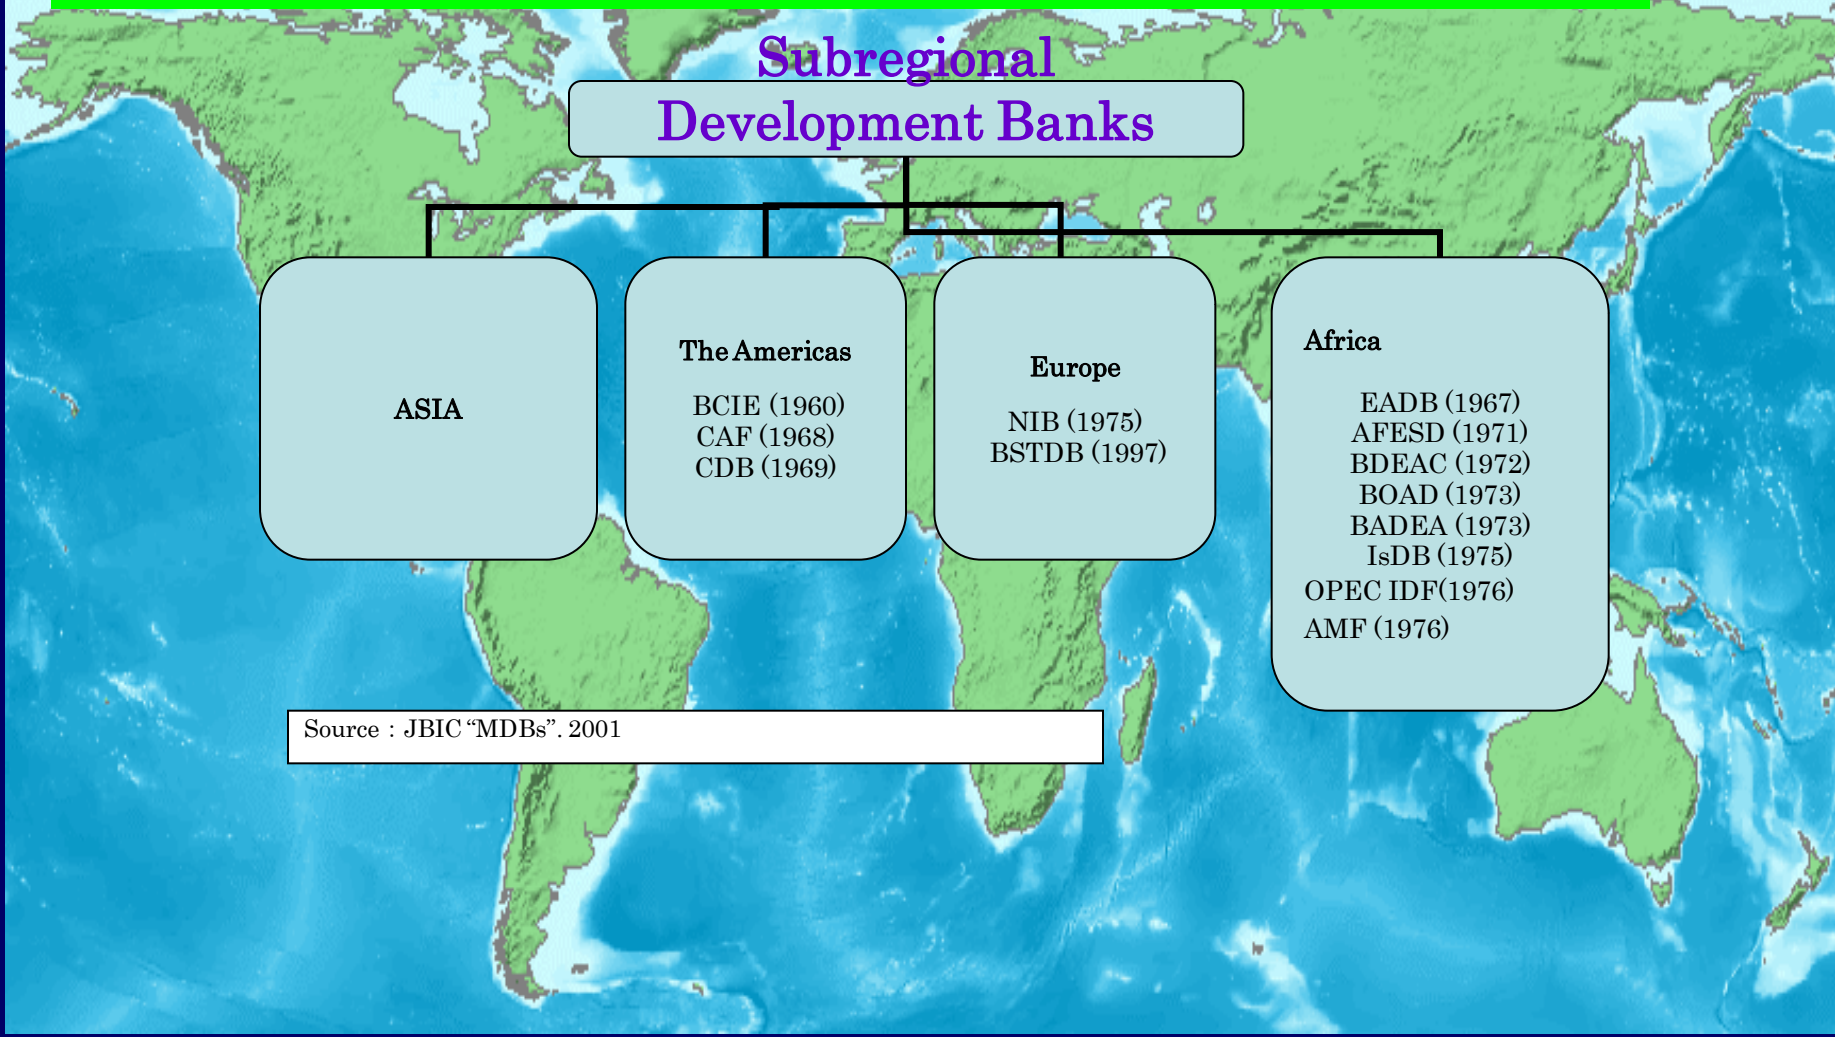 Subregional
Development Banks
ASIA
The Americas
BCIE (1960)
CAF (1968)
CDB (1969)
Europe
NIB (1975)
BSTDB (1997)
Africa
EADB (1967)
AFESD (1971)
BDEAC (1972)
BOAD (1973)
BADEA (1973)
IsDB (1975)
OPEC IDF(1976)
AMF (1976)
Source：JBIC “MDBs”. 2001